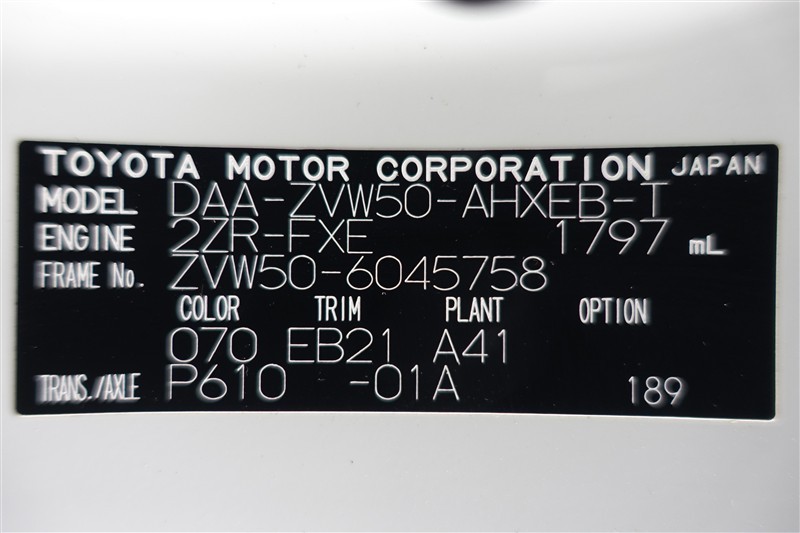 TOYOTA MOTOR CORPORATION JAPAN
MODEL DAA-ZVW50-AHXEB-T
ENGINE 2ZR-FXE 1797 mL
FRAME No. ZVW50-6045758
COLOR TRIM PLANT OPTION
070 EB21 A41
TRANS./AXLE P610 -01A 189